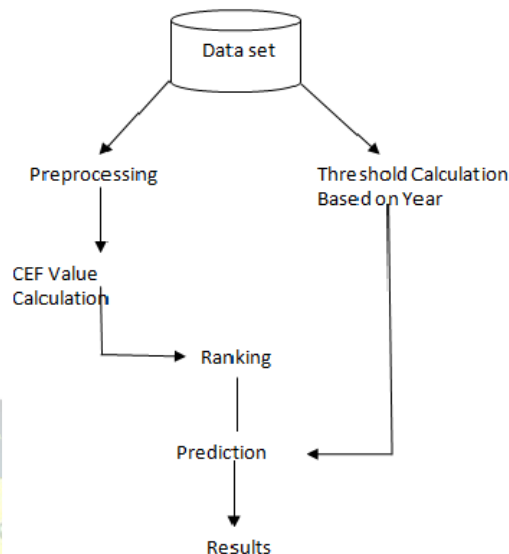 Data set
Preprocessing
Threshold Calculation
Based on Year
CEF Value
Calculation
Ranking
Prediction
Results